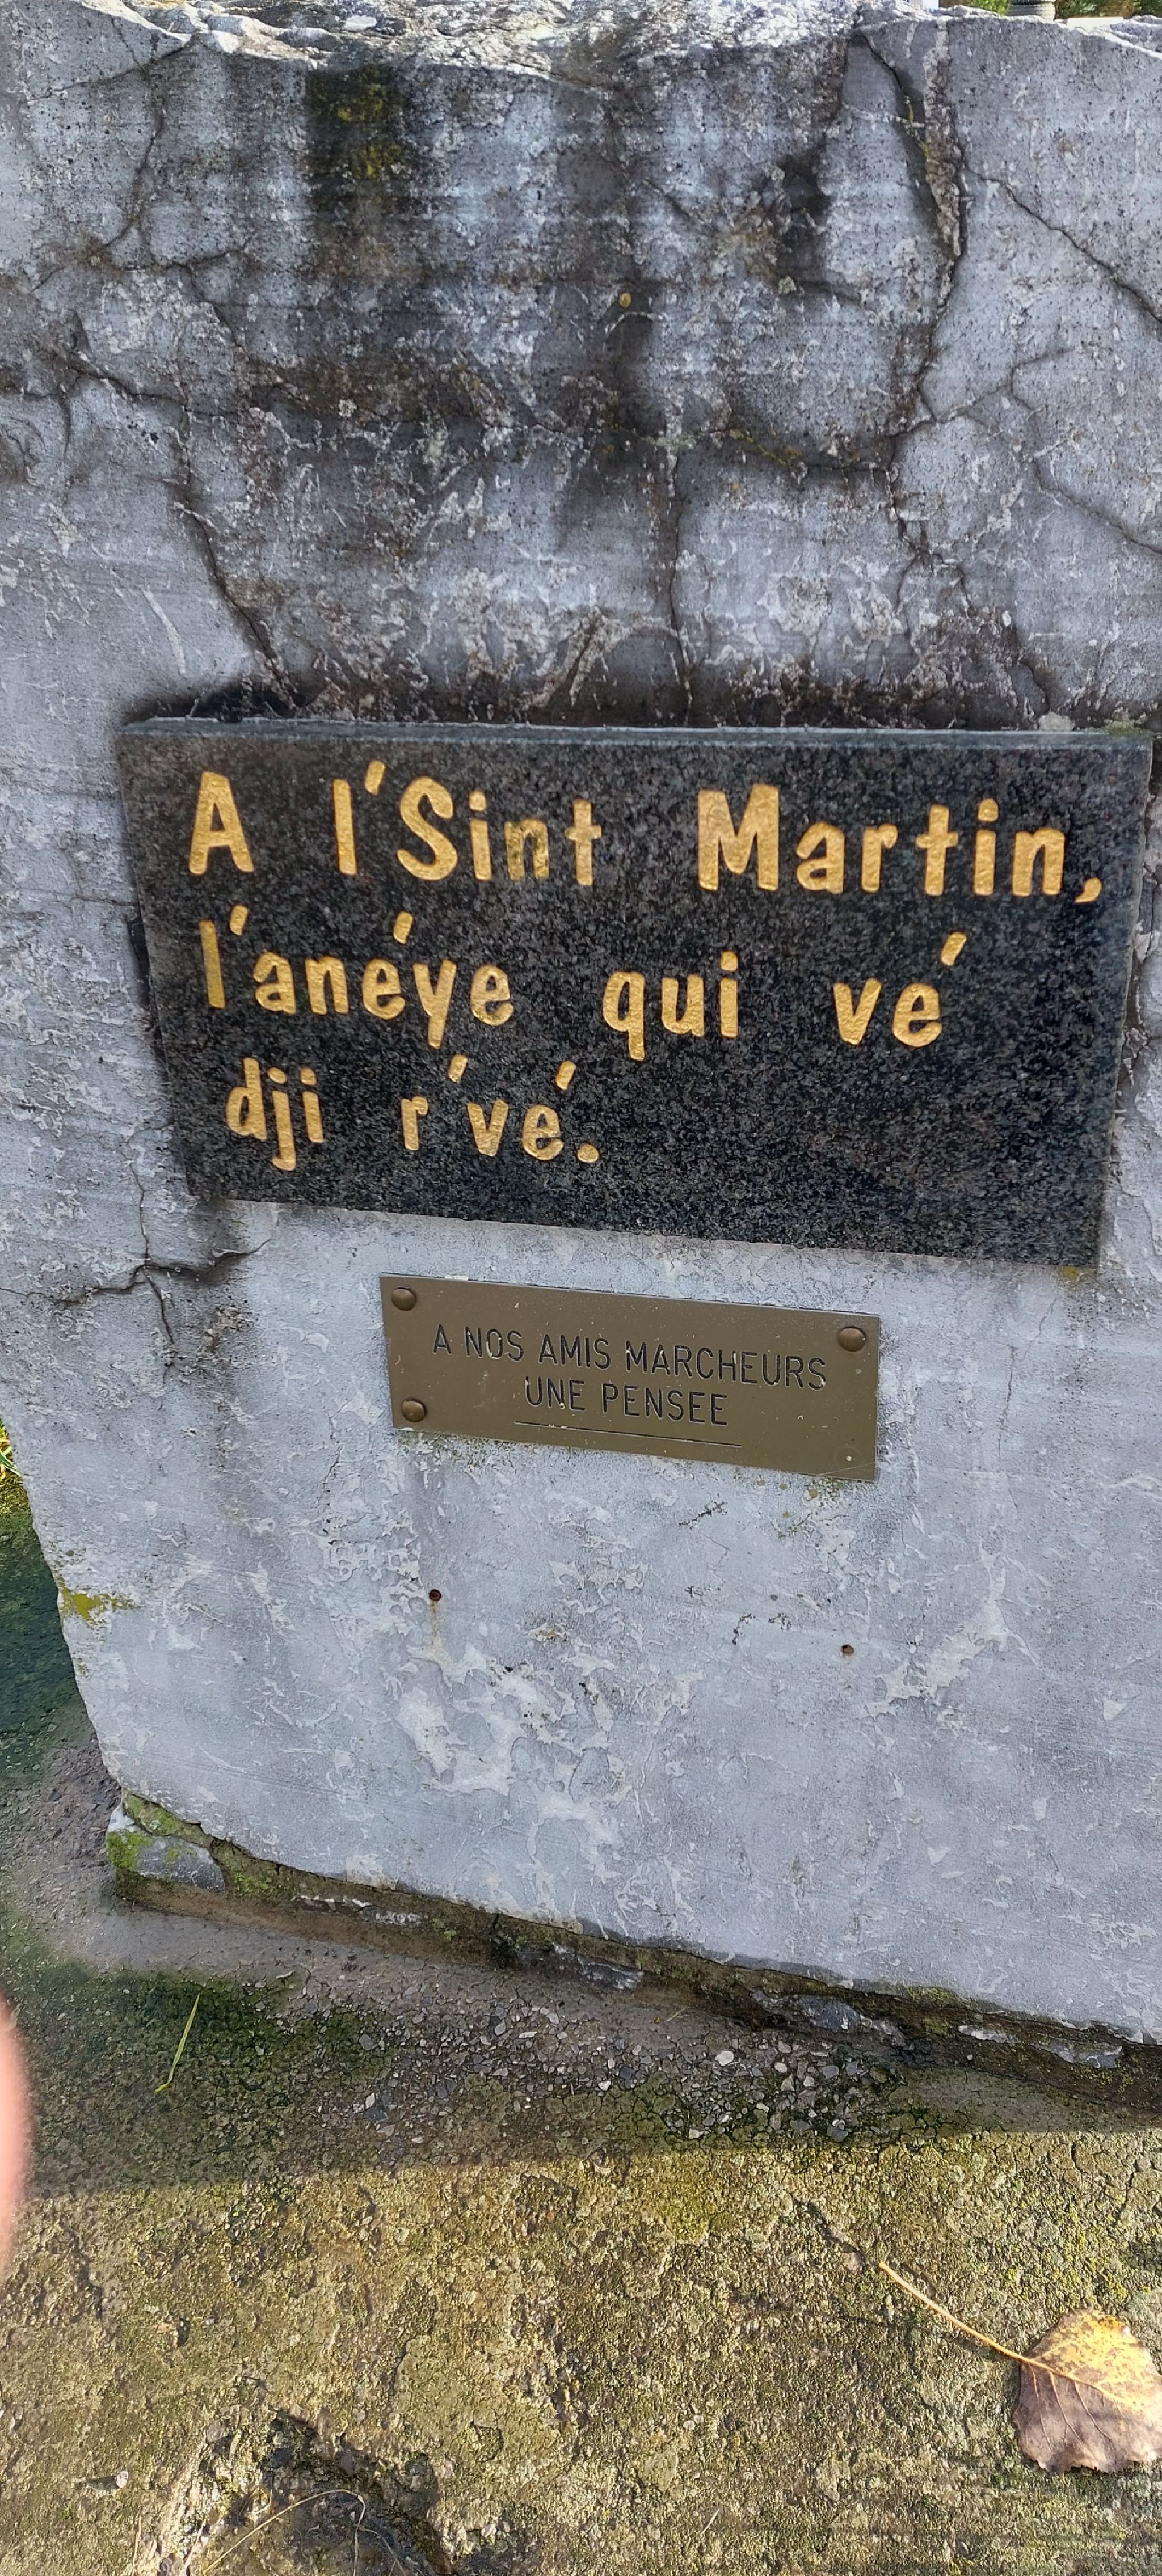 A l'Sint Martin,
l'anéye qui vé
dji r'vé.
A NOS AMIS MARCHEURS
UNE PENSEE